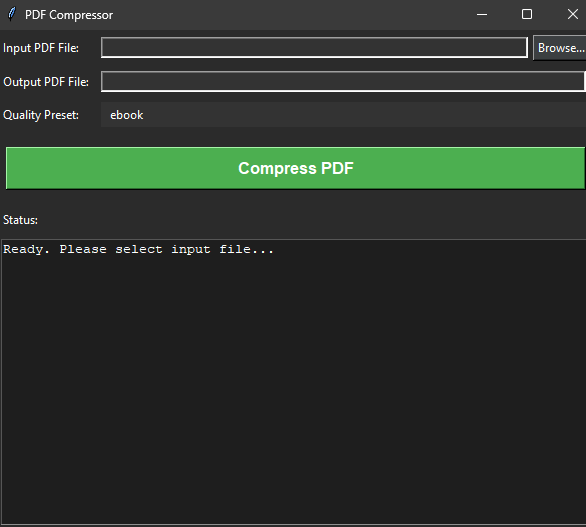 PDF Compressor
Input PDF File:
Browse...
Output PDF File:
Quality Preset:
ebook
Compress PDF
Status:
Ready. Please select input file...